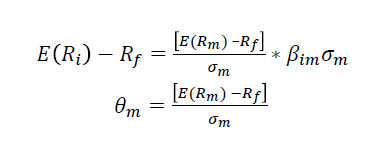 E(R_i) − R_f = [E(R_m) −R_f] / σ_m * β_im σ_m
θ_m = [E(R_m) −R_f] / σ_m